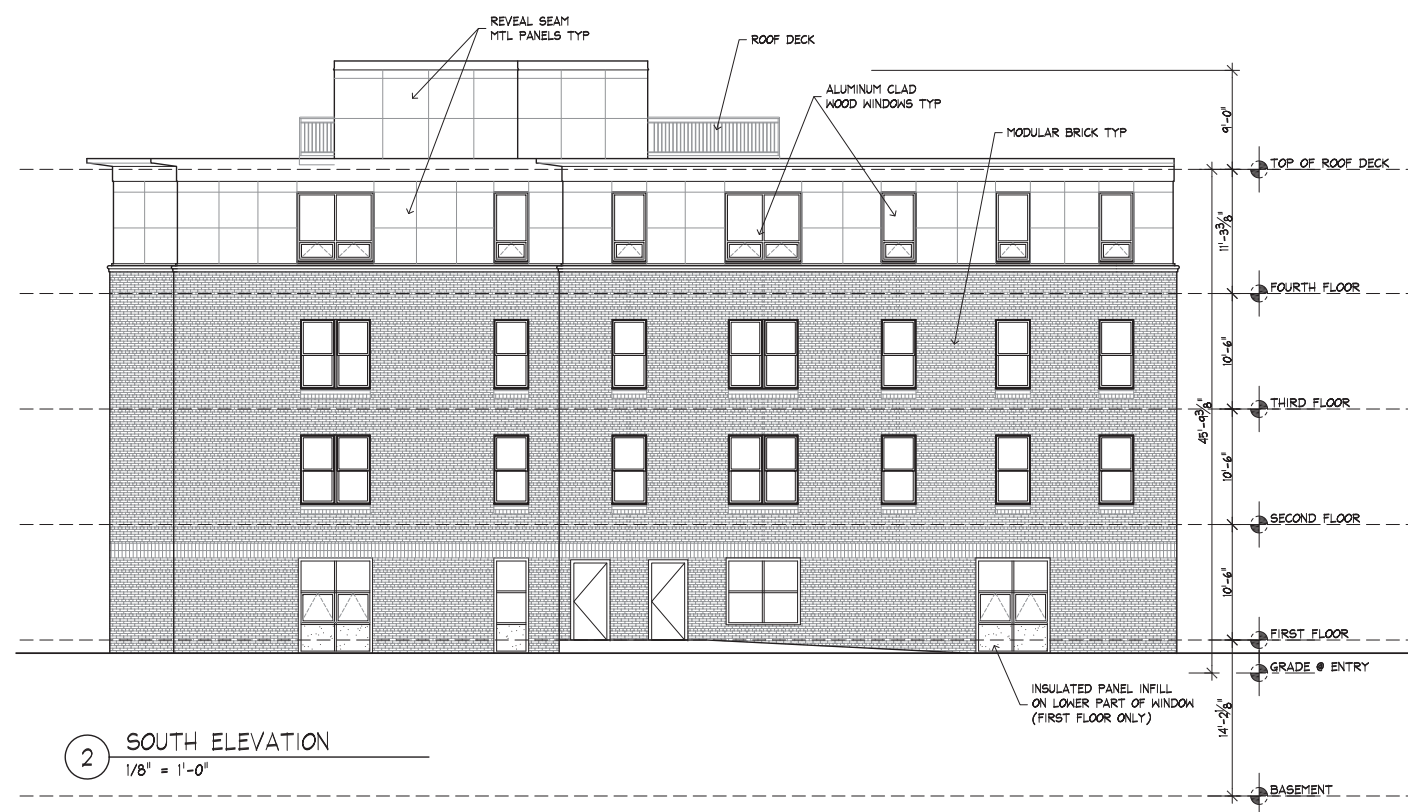 REVEAL SEAM
MTL PANELS TYP
ROOF DECK
ALUMINUM CLAD
WOOD WINDOWS TYP
MODULAR BRICK TYP
9'-0"
TOP OF ROOF DECK
11'-3⅜"
FOURTH FLOOR
10'-6"
THIRD FLOOR
45'-9⅜"
10'-6"
SECOND FLOOR
10'-6"
FIRST FLOOR
GRADE @ ENTRY
INSULATED PANEL INFILL
ON LOWER PART OF WINDOW
(FIRST FLOOR ONLY)
14'-2⅛"
2 SOUTH ELEVATION
1/8" = 1'-0"
BASEMENT